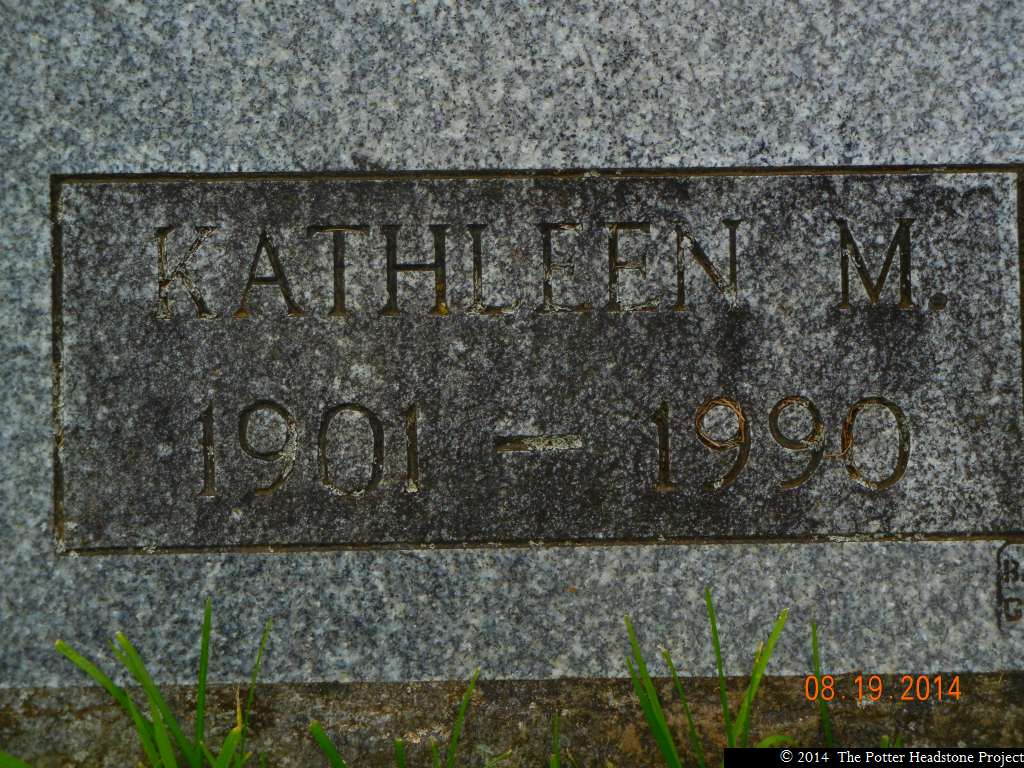 KATHLEEN M.
1901 – 1990
08.19 2014
© 2014 The Potter Headstone Project